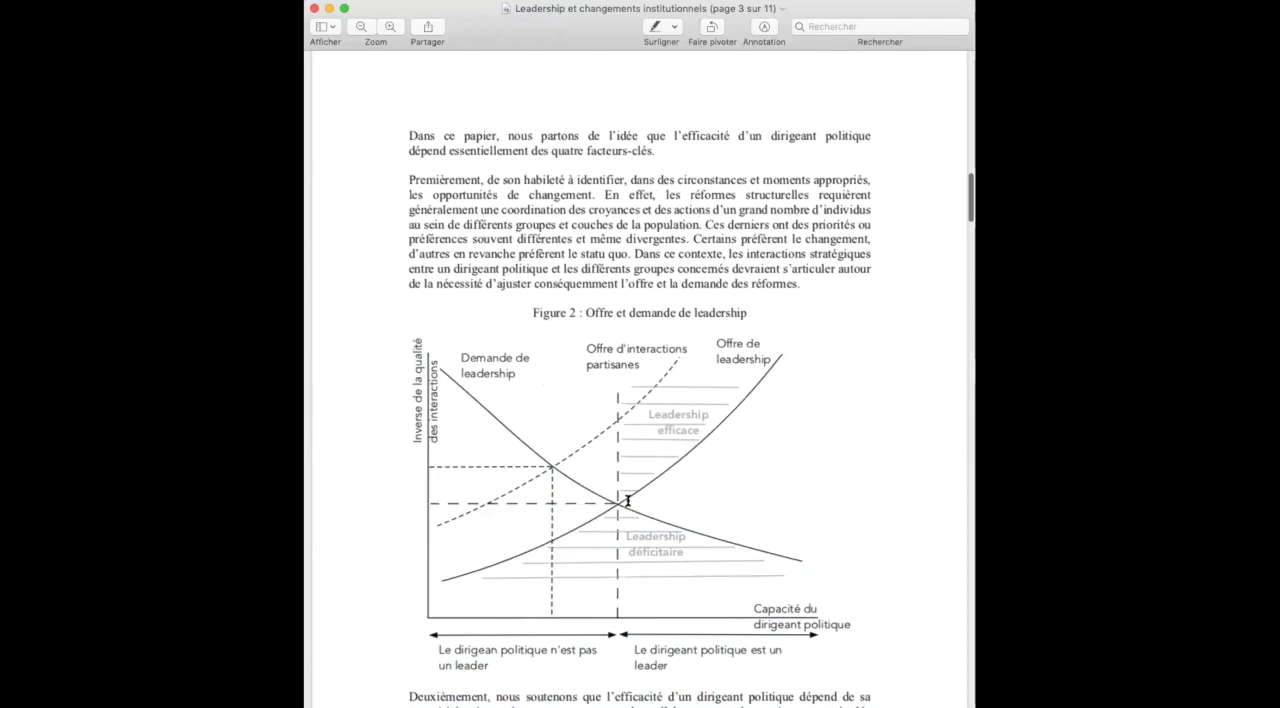 Leadership et changements institutionnels (page 3 sur 11)
Rechercher
Afficher Zoom Partager Surligner Faire pivoter Annotation Rechercher
Dans ce papier, nous partons de l'idée que l'efficacité d'un dirigeant politique
dépend essentiellement des quatre facteurs-clés.
Premièrement, de son habileté à identifier, dans des circonstances et moments appropriés,
les opportunités de changement. En effet, les réformes structurelles requièrent
généralement une coordination des croyances et des actions d'un grand nombre d'individus
au sein de différents groupes et couches de la population. Ces derniers ont des priorités ou
préférences souvent différentes et même divergentes. Certains préfèrent le changement,
d'autres en revanche préfèrent le statu quo. Dans ce contexte, les interactions stratégiques
entre un dirigeant politique et les différents groupes concernés devraient s'articuler autour
de la nécessité d'ajuster conséquemment l'offre et la demande des réformes.
Figure 2 : Offre et demande de leadership
Inverse de la qualité
des interactions
Demande de
leadership
Offre d'interactions
partisanes
Offre de
leadership
Leadership
efficace
Leadership
déficitaire
Capacité du
dirigeant politique
Le dirigean politique n'est pas
un leader
Le dirigeant politique est un
leader
Deuxièmement, nous soutenons que l'efficacité d'un dirigeant politique dépend de sa